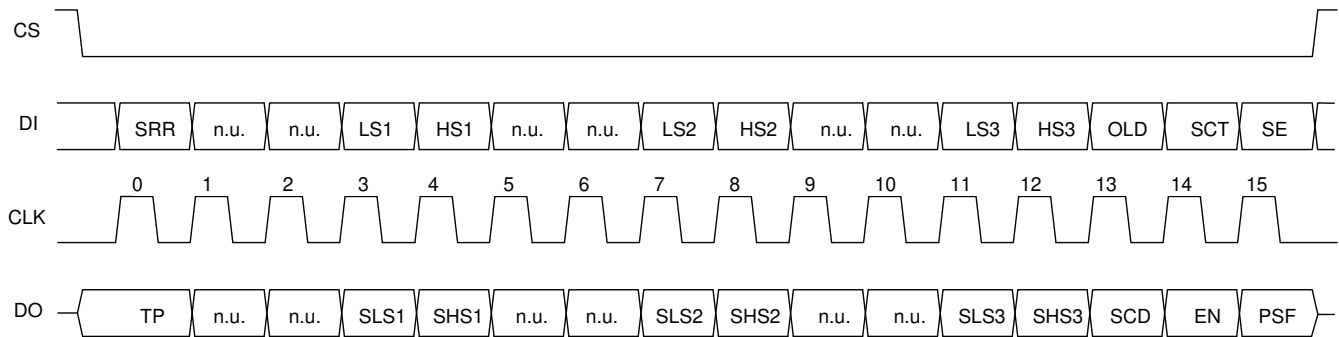 CS
DI SRR n.u. n.u. LS1 HS1 n.u. n.u. LS2 HS2 n.u. n.u. LS3 HS3 OLD SCT SE
0 1 2 3 4 5 6 7 8 9 10 11 12 13 14 15
CLK
DO TP n.u. n.u. SLS1 SHS1 n.u. n.u. SLS2 SHS2 n.u. n.u. SLS3 SHS3 SCD EN PSF